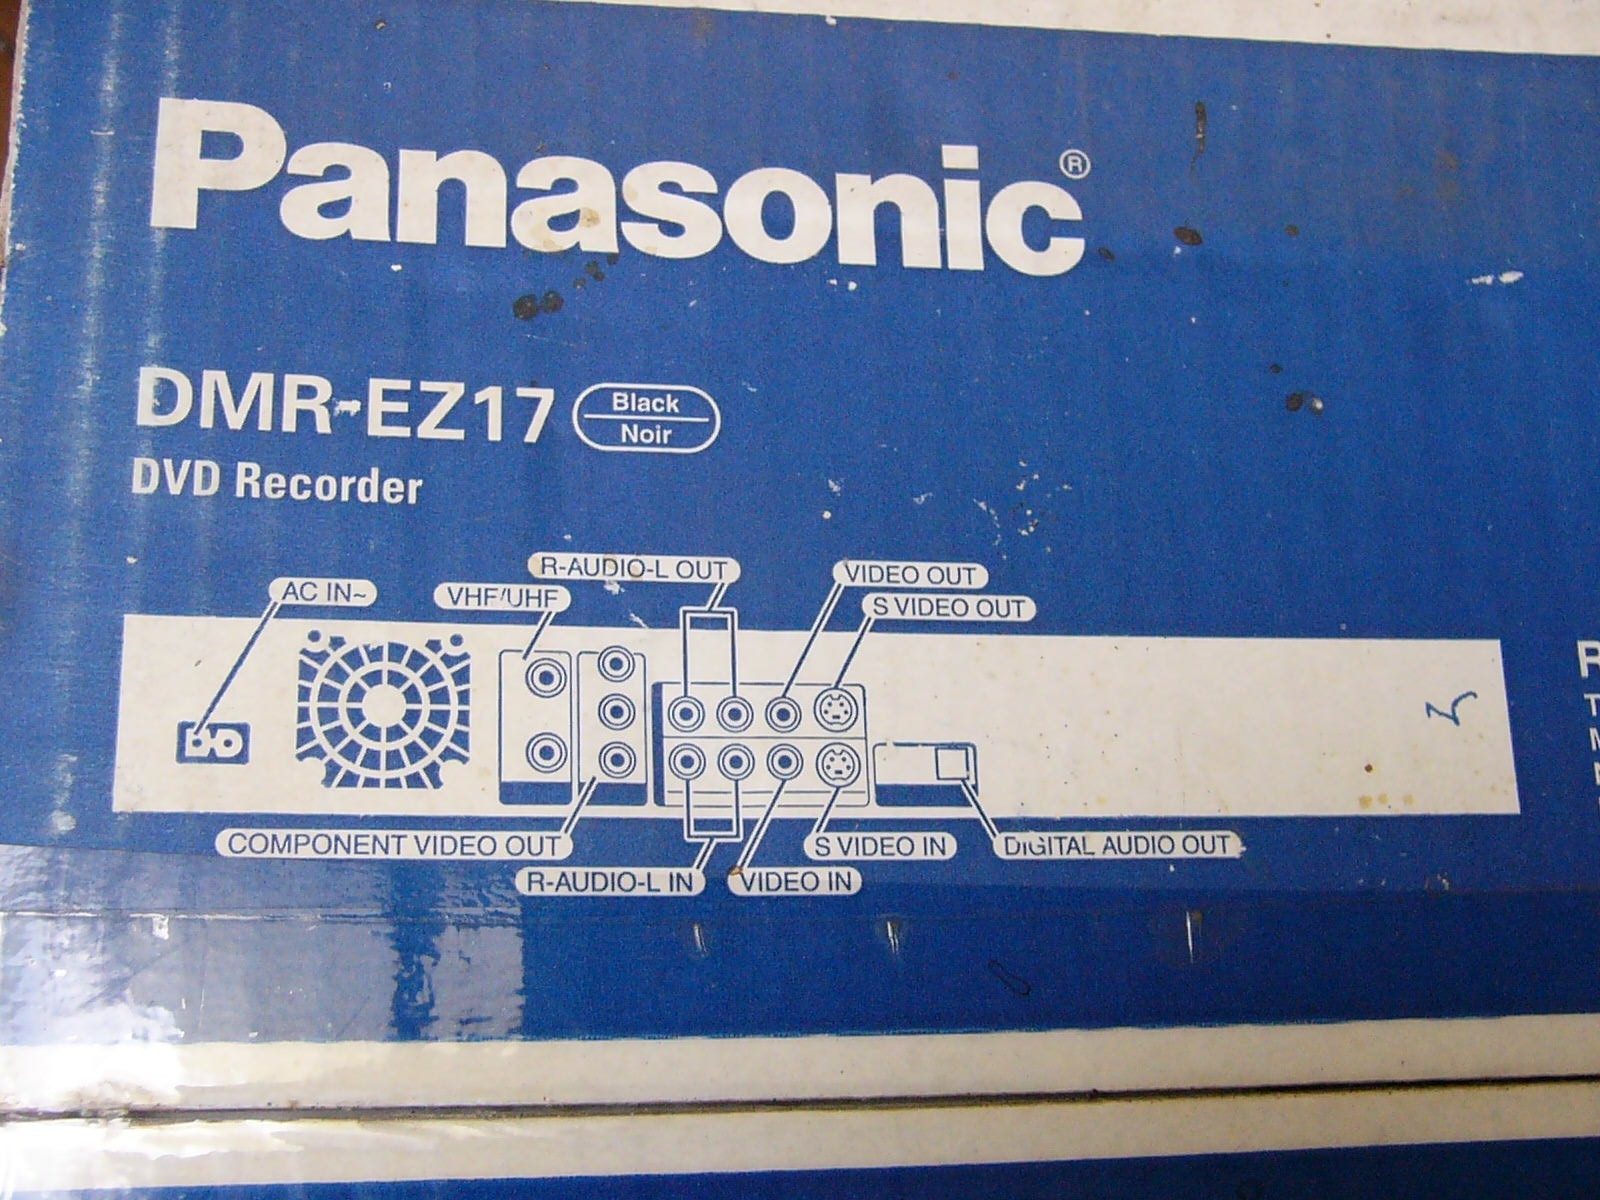 Panasonic®
DMR-EZ17 Black
Noir
DVD Recorder
R-AUDIO-L OUT
VIDEO OUT
AC IN~
VHF/UHF
S VIDEO OUT
COMPONENT VIDEO OUT
S VIDEO IN
DIGITAL AUDIO OUT
R-AUDIO-L IN
VIDEO IN